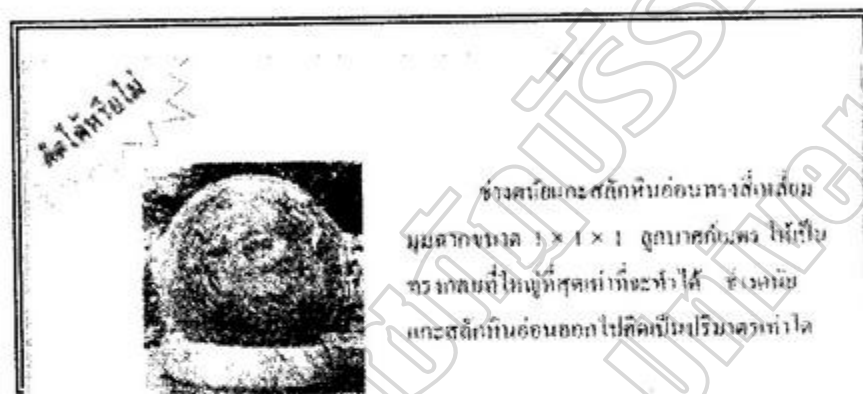 คิดได้หรือไม่
ช่างดนัยแกะสลักหินอ่อนทรงสี่เหลี่ยม
มุมฉากขนาด 1 × 1 × 1 ลูกบาศก์เมตร ให้เป็น
ทรงกลมที่ใหญ่ที่สุดเท่าที่จะทำได้ ช่างดนัย
แกะสลักหินอ่อนออกไปคิดเป็นปริมาตรเท่าใด